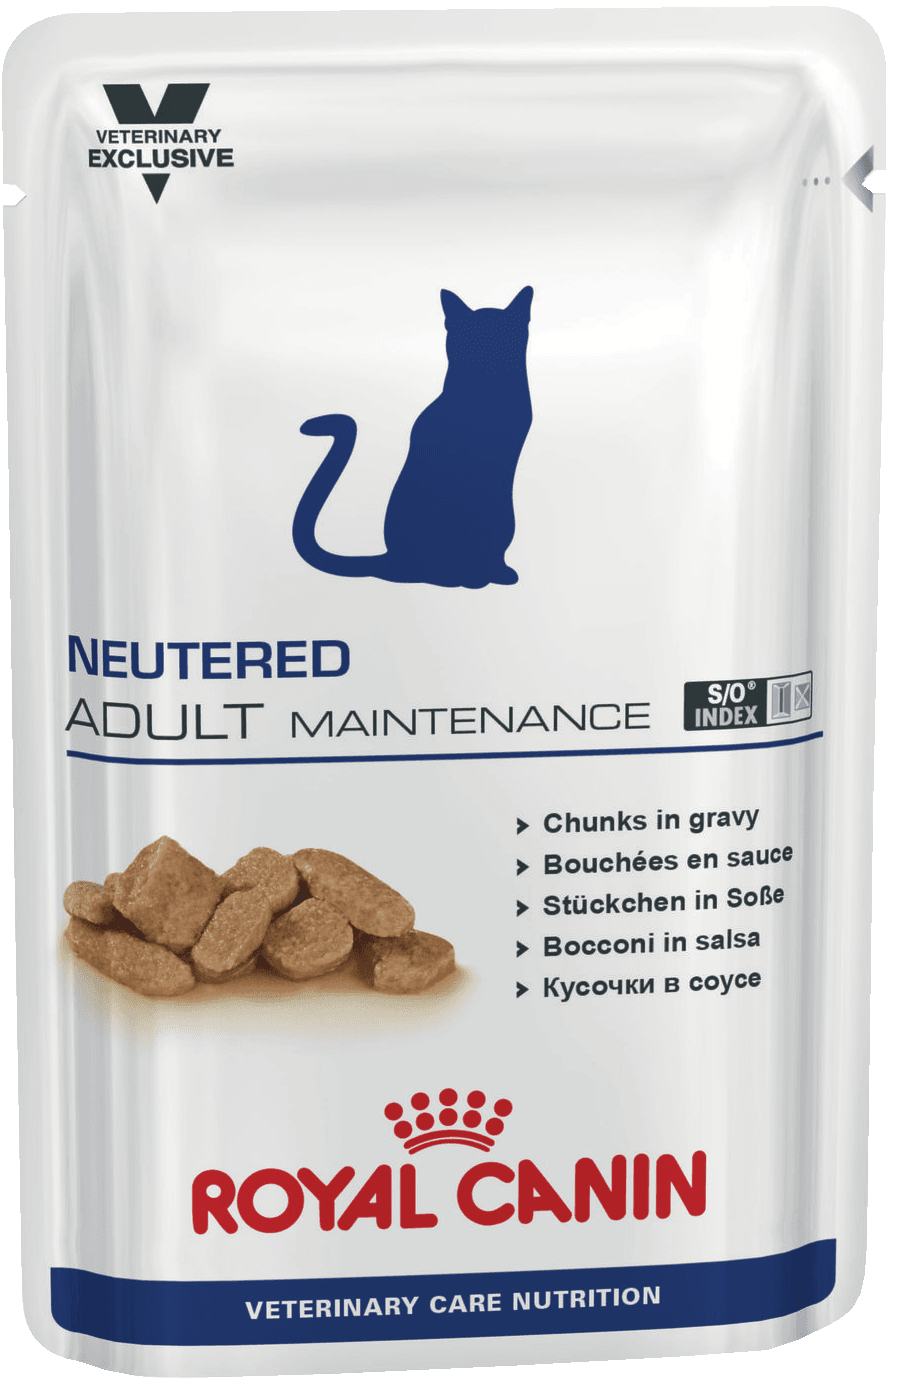 VETERINARY
EXCLUSIVE
NEUTERED
ADULT MAINTENANCE
S/O®
INDEX
Chunks in gravy
Bouchées en sauce
Stückchen in Soße
Bocconi in salsa
Кусочки в соусе
ROYAL CANIN
VETERINARY CARE NUTRITION